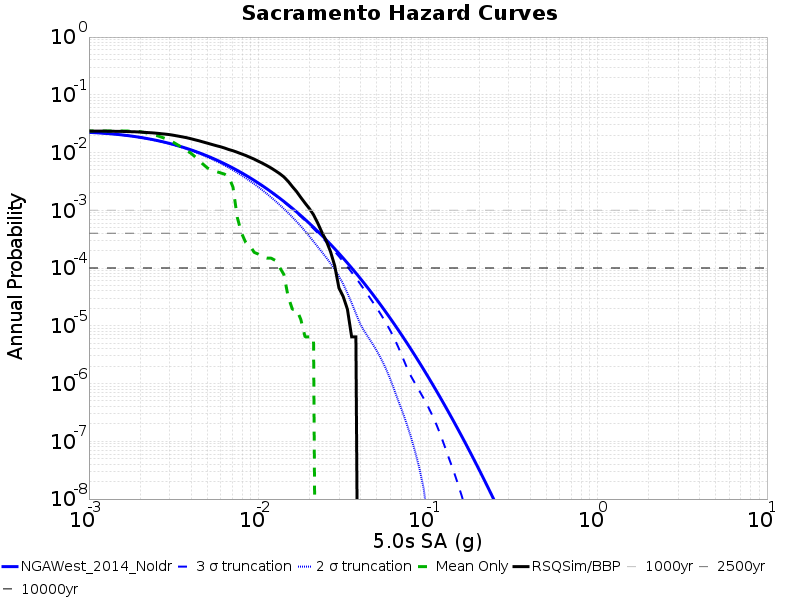 Sacramento Hazard Curves
Annual Probability
10^0
10^-1
10^-2
10^-3
10^-4
10^-5
10^-6
10^-7
10^-8
10^-3 10^-2 10^-1 10^0 10^1
5.0s SA (g)
NGAWest_2014_NoIdr 3 σ truncation 2 σ truncation Mean Only RSQSim/BBP 1000yr 2500yr
10000yr